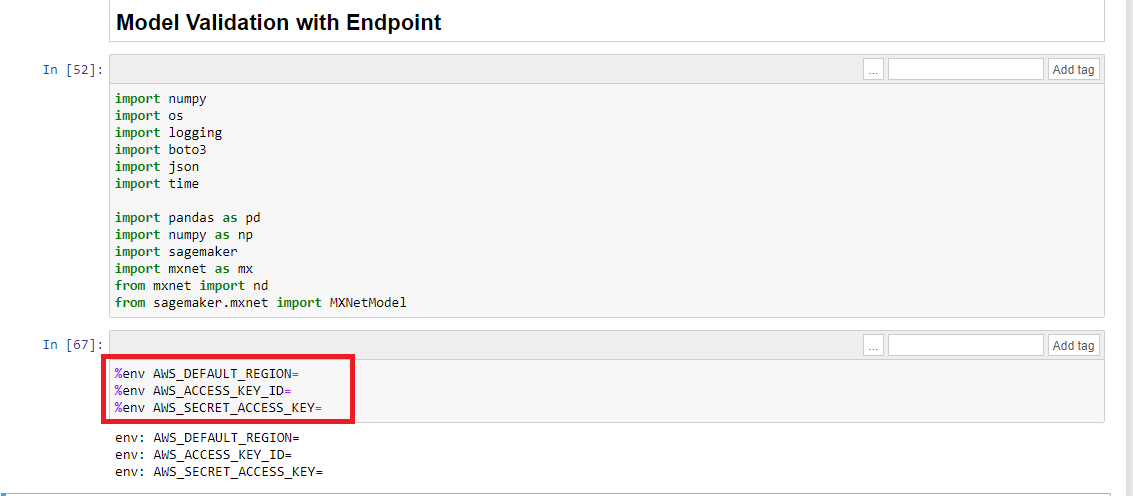 Model Validation with Endpoint
In [52]:
... Add tag
import numpy
import os
import logging
import boto3
import json
import time
import pandas as pd
import numpy as np
import sagemaker
import mxnet as mx
from mxnet import nd
from sagemaker.mxnet import MXNetModel
In [67]:
... Add tag
%env AWS_DEFAULT_REGION=
%env AWS_ACCESS_KEY_ID=
%env AWS_SECRET_ACCESS_KEY=
env: AWS_DEFAULT_REGION=
env: AWS_ACCESS_KEY_ID=
env: AWS_SECRET_ACCESS_KEY=